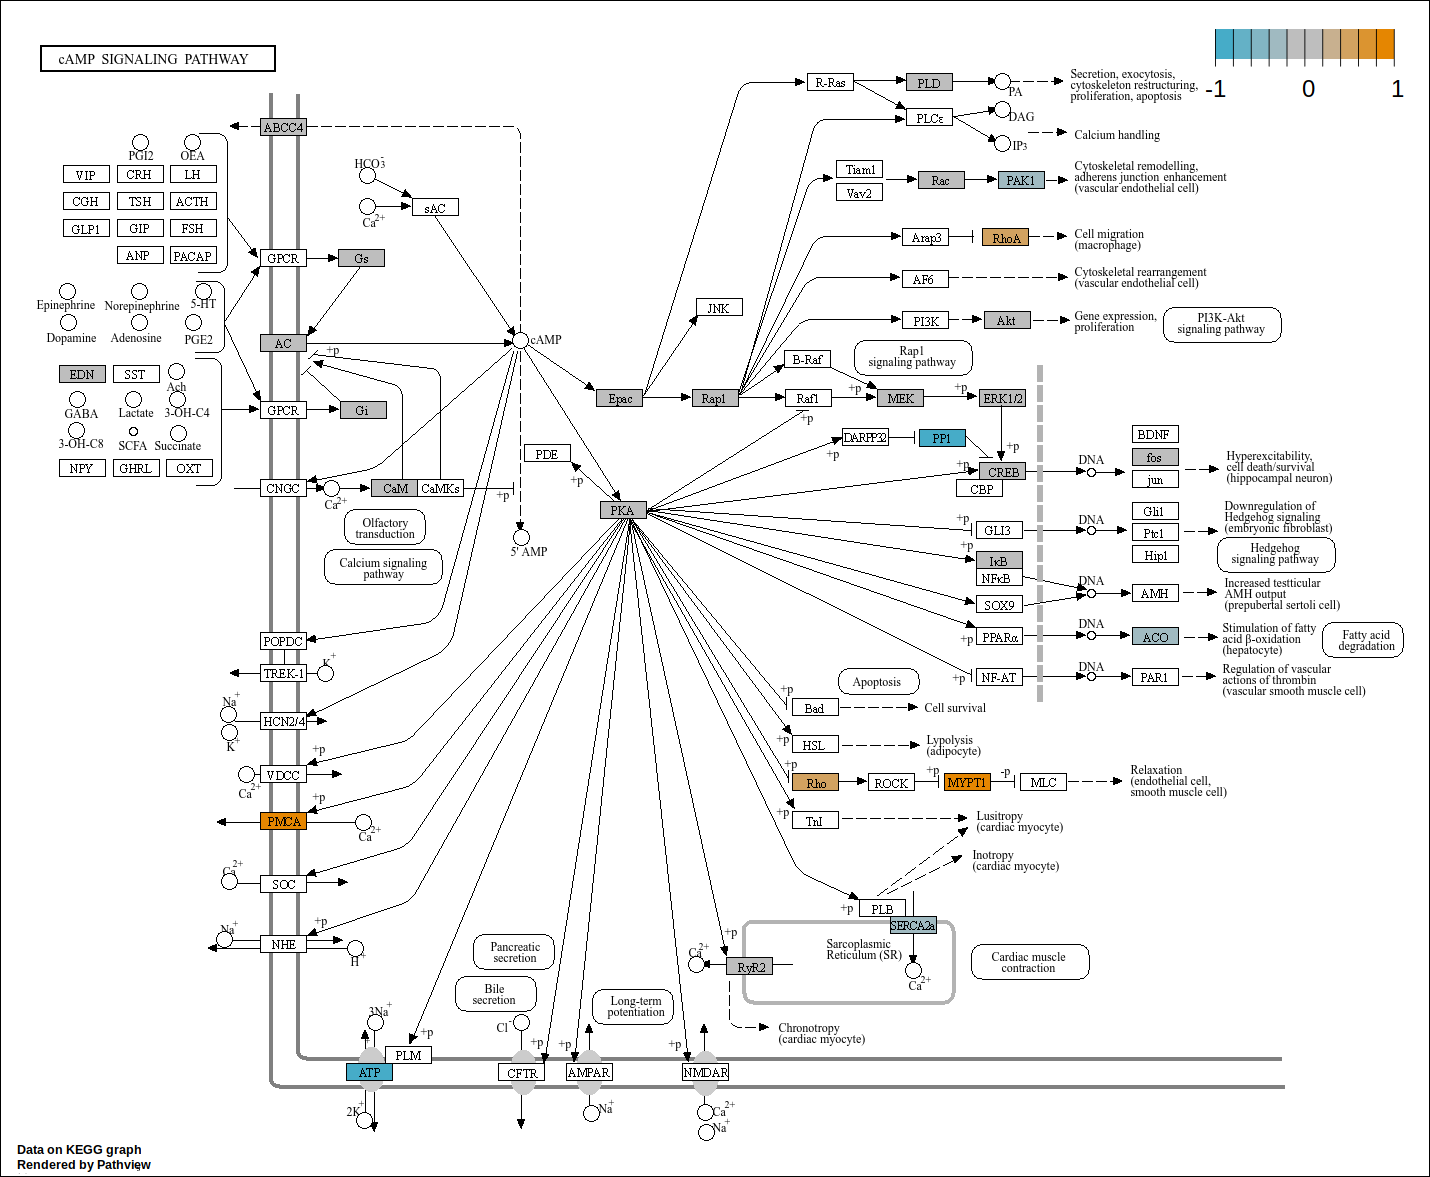 cAMP SIGNALING PATHWAY
-1 0 1
ABCC4
PGI2
OEA
VIP
CRH
LH
CGH
TSH
ACTH
GLP1
GIP
FSH
ANP
PACAP
HCO3-
Ca2+
sAC
GPCR
Gs
Epinephrine
Norepinephrine
5-HT
Dopamine
Adenosine
PGE2
AC
+p
cAMP
EDN
SST
Ach
GABA
Lactate
3-OH-C4
3-OH-C8
SCFA
Succinate
NPY
GHRL
OXT
GPCR
Gi
CNGC
Ca2+
CaM
CaMKs
+p
PDE
+p
5' AMP
Olfactory
transduction
Calcium signaling
pathway
R-Ras
PLD
PA
Secretion, exocytosis,
cytoskeleton restructuring,
proliferation, apoptosis
PLCε
DAG
IP3
Calcium handling
Tiam1
Vav2
Rac
PAK1
Cytoskeletal remodelling,
adherens junction enhancement
(vascular endothelial cell)
Arap3
RhoA
Cell migration
(macrophage)
AF6
Cytoskeletal rearrangement
(vascular endothelial cell)
JNK
PI3K
Akt
Gene expression,
proliferation
PI3K-Akt
signaling pathway
B-Raf
Rap1
signaling pathway
Epac
Rap1
Raf1
+p
MEK
+p
ERK1/2
+p
DARPP32
+p
PP1
+p
+p
CREB
CBP
DNA
BDNF
fos
jun
Hyperexcitability,
cell death/survival
(hippocampal neuron)
PKA
+p
GLI3
DNA
Gli1
Ptc1
Hip1
Downregulation of
Hedgehog signaling
(embryonic fibroblast)
Hedgehog
signaling pathway
+p
IκB
NFκB
SOX9
DNA
AMH
Increased testticular
AMH output
(prepubertal sertoli cell)
+p
PPARα
DNA
ACO
Stimulation of fatty
acid β-oxidation
(hepatocyte)
Fatty acid
degradation
+p
NF-AT
DNA
PAR1
Regulation of vascular
actions of thrombin
(vascular smooth muscle cell)
POPDC
TREK-1
K+
Na+
K+
HCN2/4
+p
VDCC
Ca2+
+p
PMCA
Ca2+
Ca2+
SOC
+p
Na+
NHE
H+
Apoptosis
+p
Bad
Cell survival
+p
HSL
Lypolysis
(adipocyte)
+p
Rho
ROCK
+p
MYPT1
-p
MLC
Relaxation
(endothelial cell,
smooth muscle cell)
+p
TnI
Lusitropy
(cardiac myocyte)
Inotropy
(cardiac myocyte)
+p
PLB
SERCA2a
Sarcoplasmic
Reticulum (SR)
Ca2+
Cardiac muscle
contraction
+p
Ca2+
RyR2
Chronotropy
(cardiac myocyte)
Pancreatic
secretion
Bile
secretion
Long-term
potentiation
3Na+
+p
PLM
ATP
2K+
Cl-
+p
CFTR
+p
AMPAR
Na+
+p
NMDAR
Ca2+
Na+
Data on KEGG graph
Rendered by Pathview